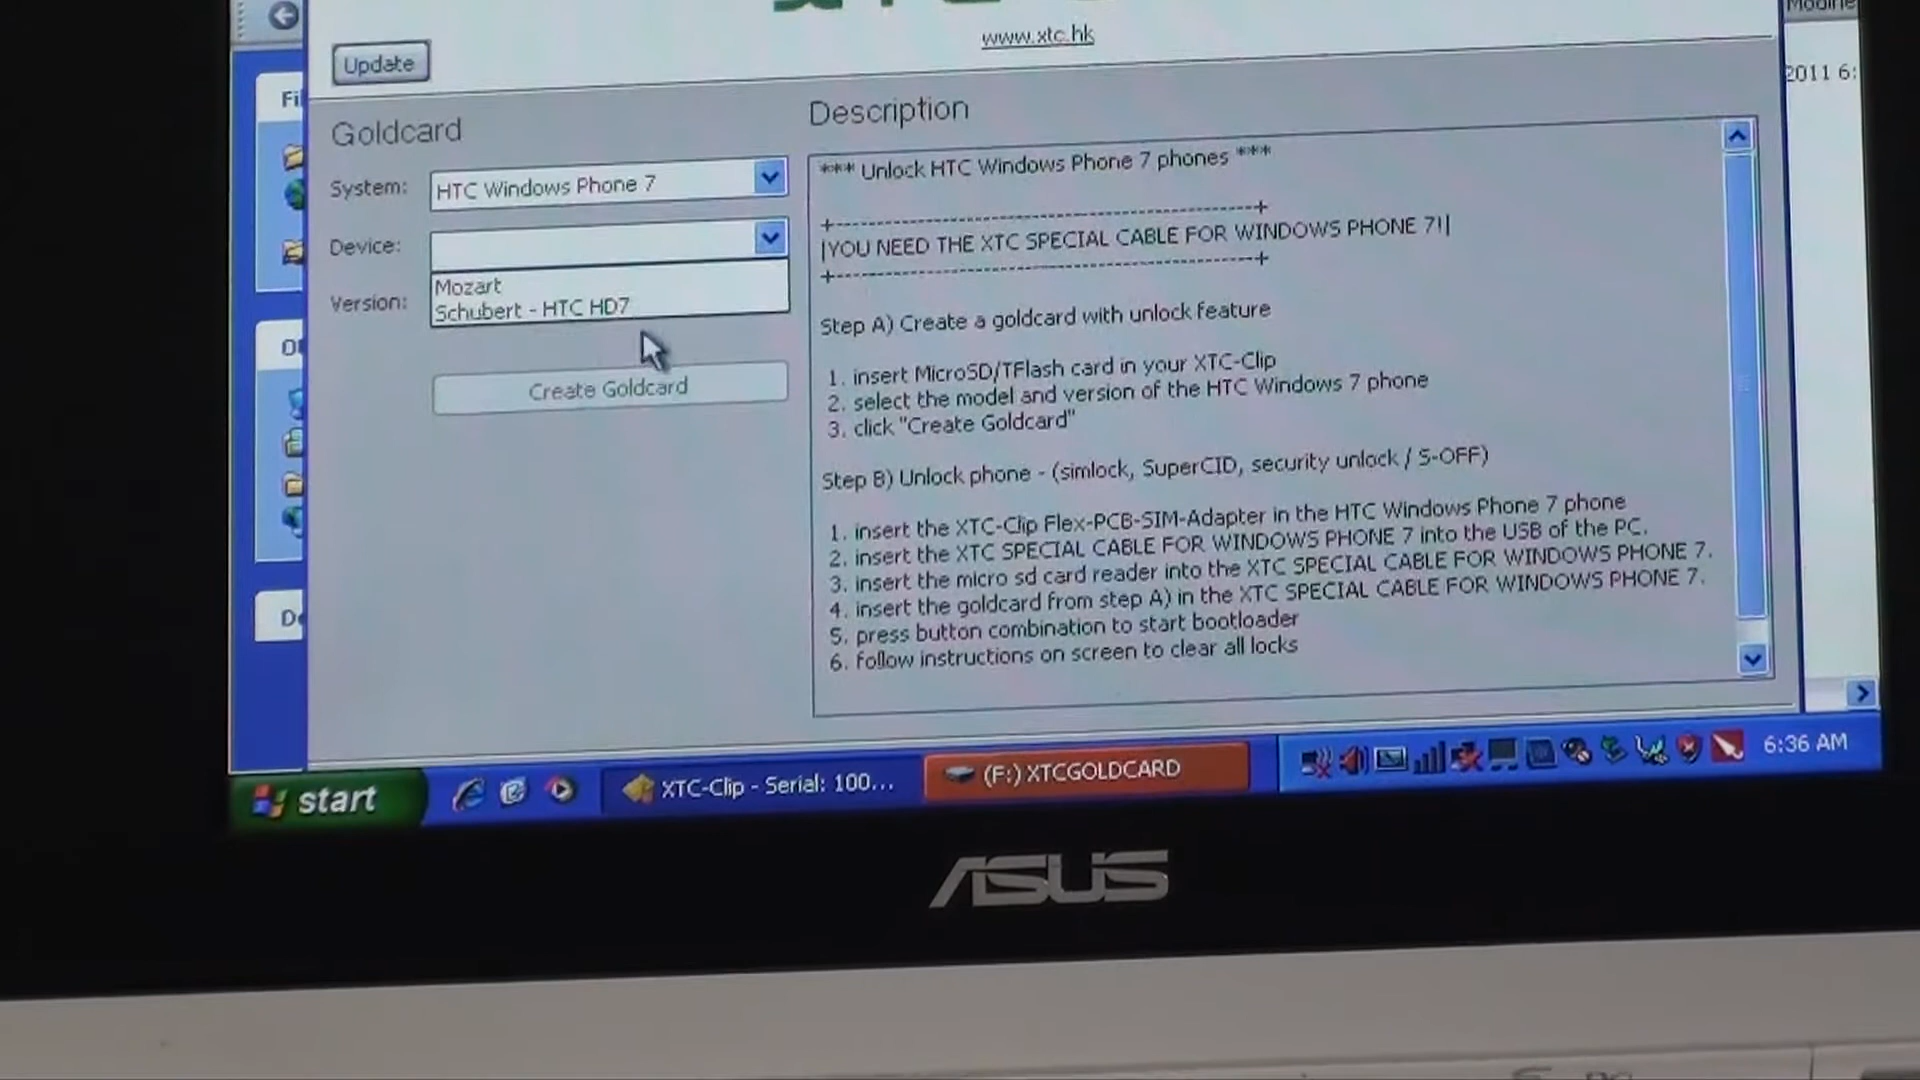 www.xtc.hk
Update
2011 6:
Goldcard
Description
System:
HTC Windows Phone 7
Device:
Mozart
Schubert - HTC HD7
Version:
Create Goldcard
*** Unlock HTC Windows Phone 7 phones ***
+-----------------------------------------------+
|YOU NEED THE XTC SPECIAL CABLE FOR WINDOWS PHONE 7!|
+-----------------------------------------------+
Step A) Create a goldcard with unlock feature
1. insert MicroSD/TFlash card in your XTC-Clip
2. select the model and version of the HTC Windows 7 phone
3. click "Create Goldcard"
Step B) Unlock phone - (simlock, SuperCID, security unlock / S-OFF)
1. insert the XTC-Clip Flex-PCB-SIM-Adapter in the HTC Windows Phone 7 phone
2. insert the XTC SPECIAL CABLE FOR WINDOWS PHONE 7 into the USB of the PC.
3. insert the micro sd card reader into the XTC SPECIAL CABLE FOR WINDOWS PHONE 7.
4. insert the goldcard from step A) in the XTC SPECIAL CABLE FOR WINDOWS PHONE 7.
5. press button combination to start bootloader
6. follow instructions on screen to clear all locks
start
XTC-Clip - Serial: 100...
(F:) XTCGOLDCARD
6:36 AM
ASUS